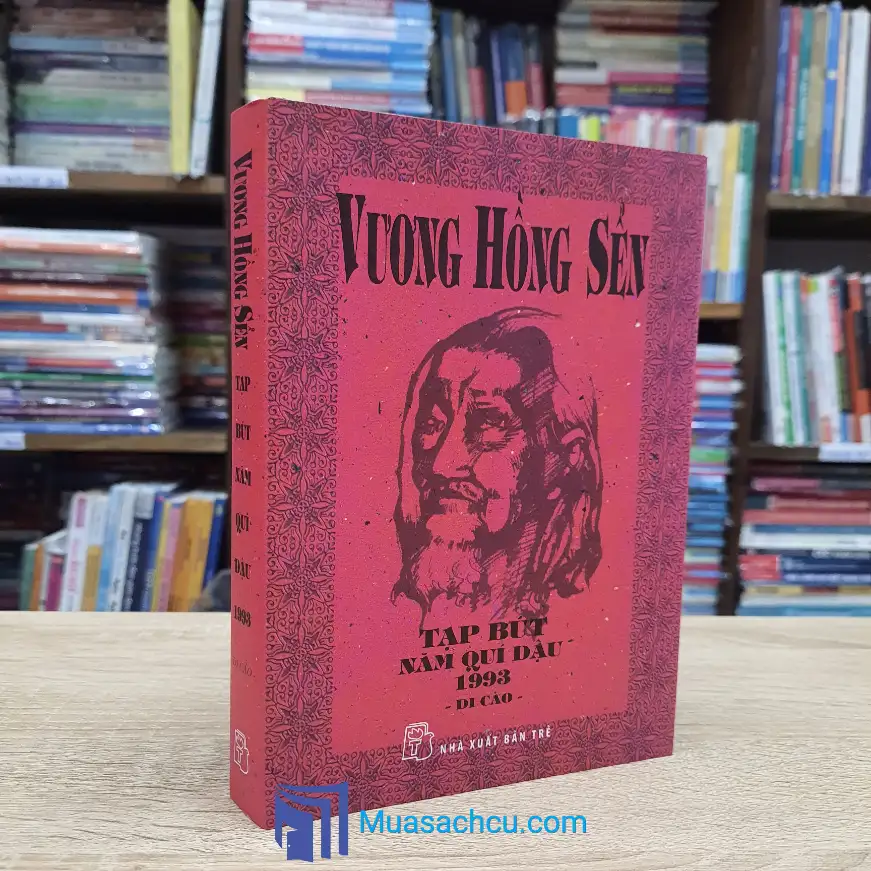 VƯƠNG HỒNG SỂN
TẠP BÚT
NĂM QUÍ DẬU
1993
- DI CẢO -
NHÀ XUẤT BẢN TRẺ
VƯƠNG HỒNG SỂN
TẠP
BÚT
NĂM
QUÍ
DẬU
1993
Muasachcu.com